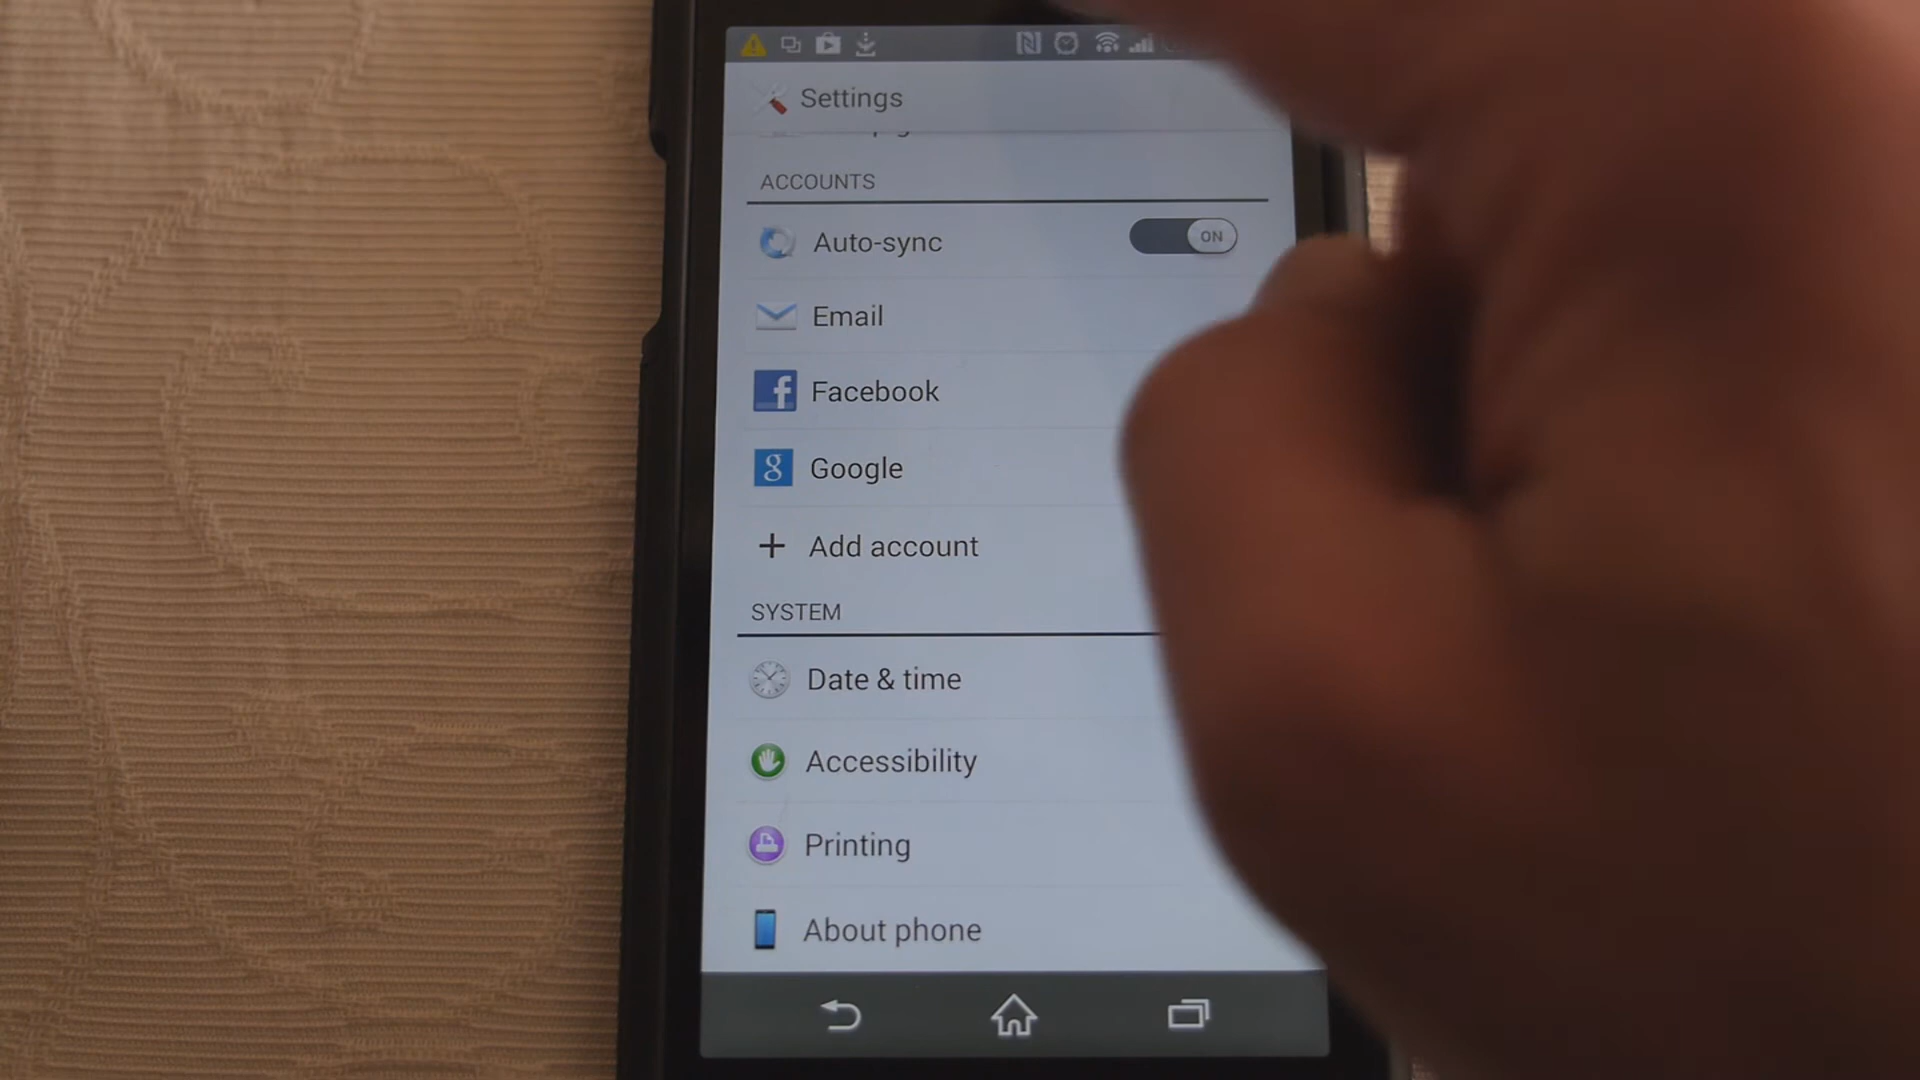 Settings
ACCOUNTS
Auto-sync
ON
Email
Facebook
Google
Add account
SYSTEM
Date & time
Accessibility
Printing
About phone